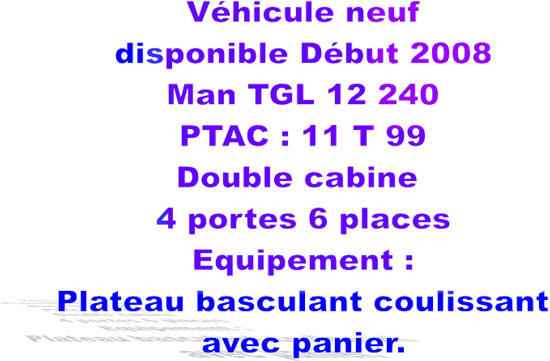 Véhicule neuf
disponible Début 2008
Man TGL 12 240
PTAC : 11 T 99
Double cabine
4 portes 6 places
Equipement :
Plateau basculant coulissant
avec panier.